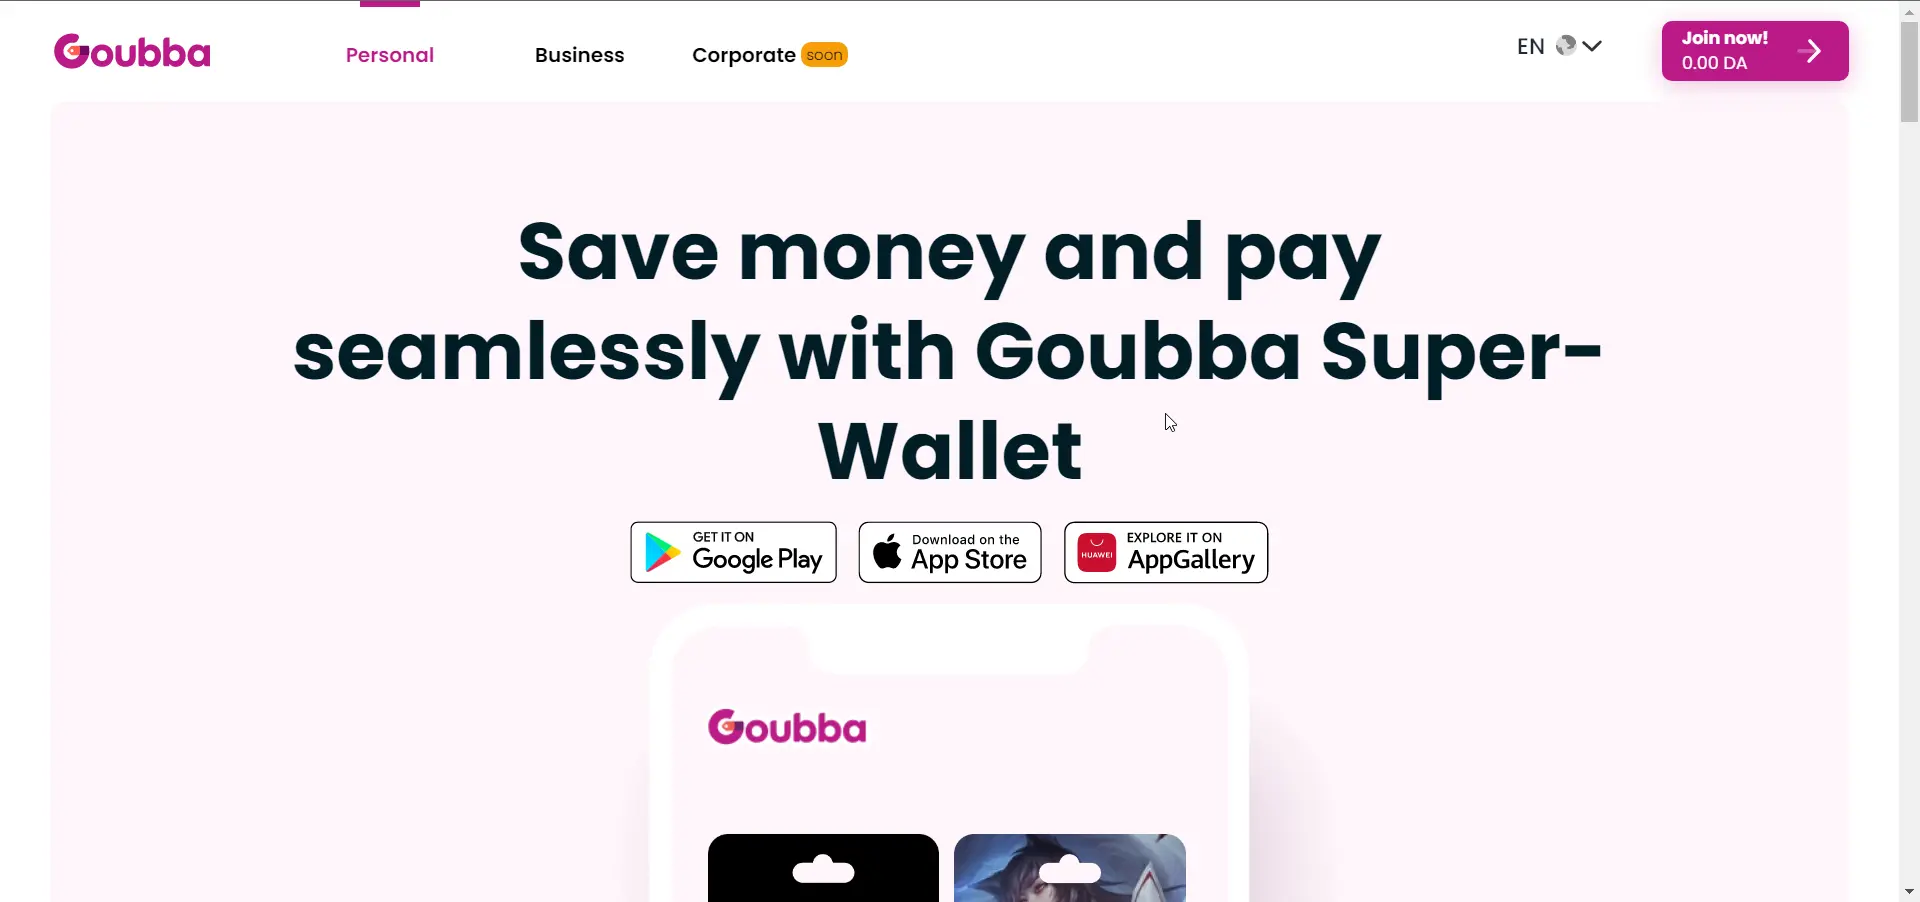 Goubba
Personal
Business
Corporate soon
EN
Join now!
0.00 DA
Save money and pay
seamlessly with Goubba Super-
Wallet
GET IT ON
Google Play
Download on the
App Store
HUAWEI
EXPLORE IT ON
AppGallery
Goubba